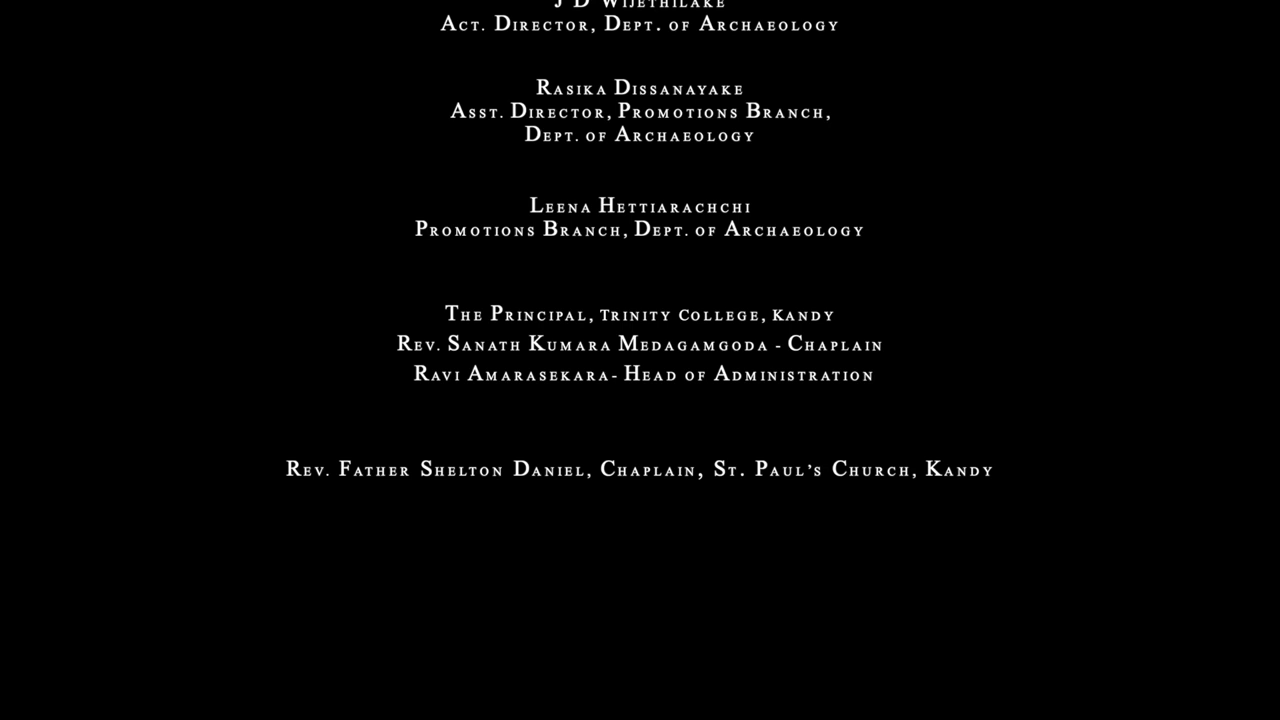 J D Wijethilake
Act. Director, Dept. of Archaeology
Rasika Dissanayake
Asst. Director, Promotions Branch,
Dept. of Archaeology
Leena Hettiarachchi
Promotions Branch, Dept. of Archaeology
The Principal, Trinity College, Kandy
Rev. Sanath Kumara Medagamgoda - Chaplain
Ravi Amarasekara- Head of Administration
Rev. Father Shelton Daniel, Chaplain, St. Paul’s Church, Kandy